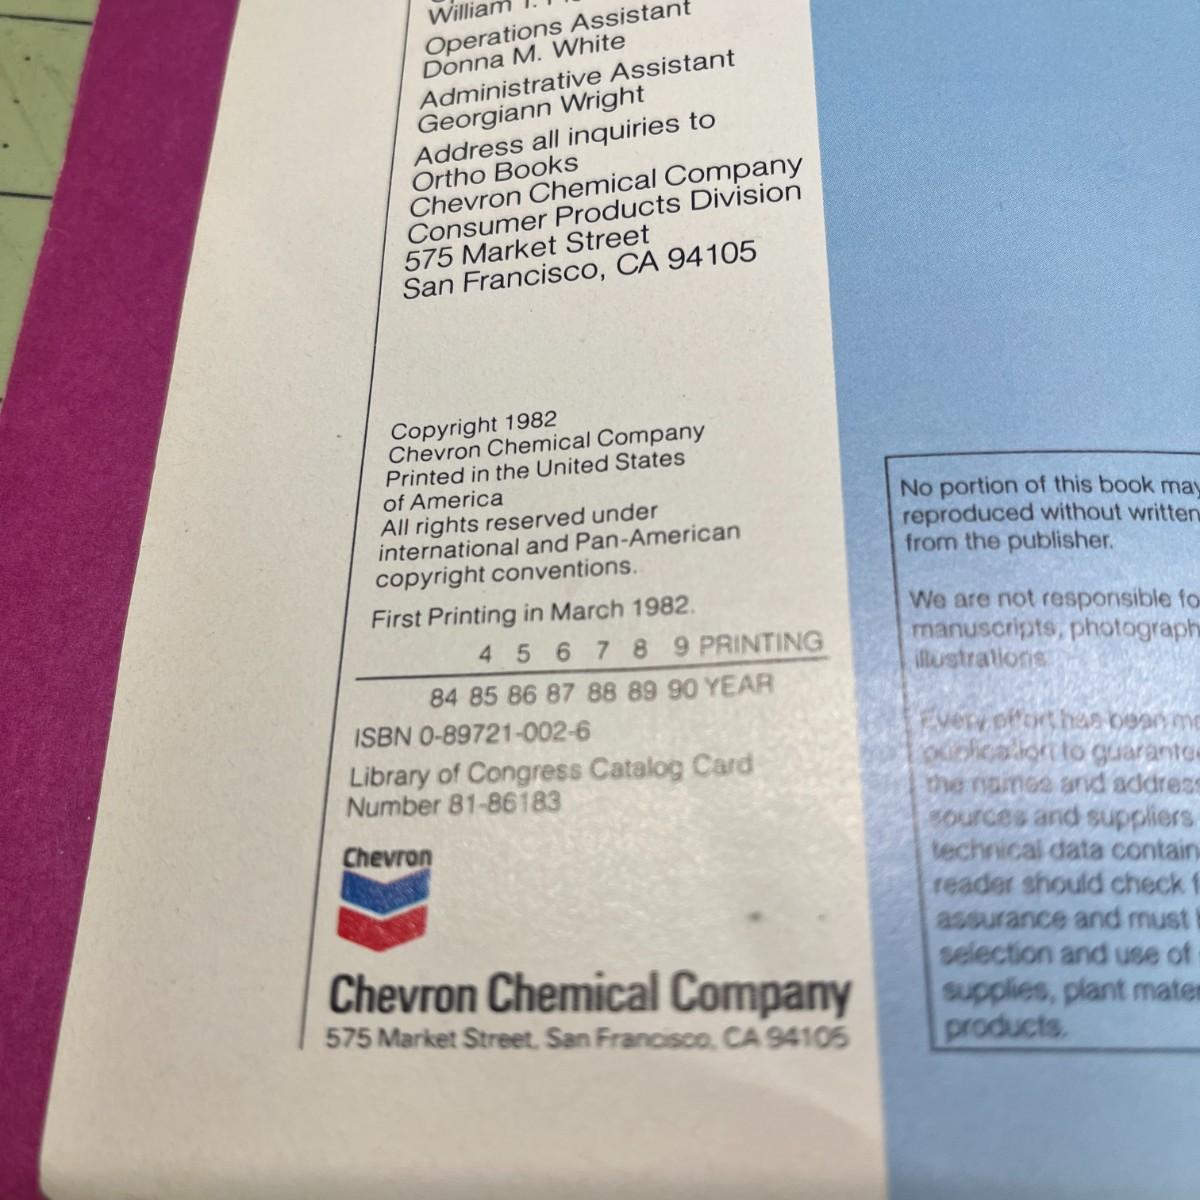 William T.
Operations Assistant
Donna M. White
Administrative Assistant
Georgiann Wright
Address all inquiries to
Ortho Books
Chevron Chemical Company
Consumer Products Division
575 Market Street
San Francisco, CA 94105
Copyright 1982
Chevron Chemical Company
Printed in the United States
of America
All rights reserved under
international and Pan-American
copyright conventions.
First Printing in March 1982.
4 5 6 7 8 9 PRINTING
84 85 86 87 88 89 90 YEAR
ISBN 0-89721-002-6
Library of Congress Catalog Card
Number 81-86183
Chevron
Chevron Chemical Company
575 Market Street, San Francisco, CA 94105
No portion of this book may
reproduced without written
from the publisher.
We are not responsible fo
manuscripts, photograph
illustrations.
Every effort has been m
publication to guarante
the names and address
sources and suppliers
technical data contain
reader should check f
assurance and must
selection and use of
supplies, plant mater
products.